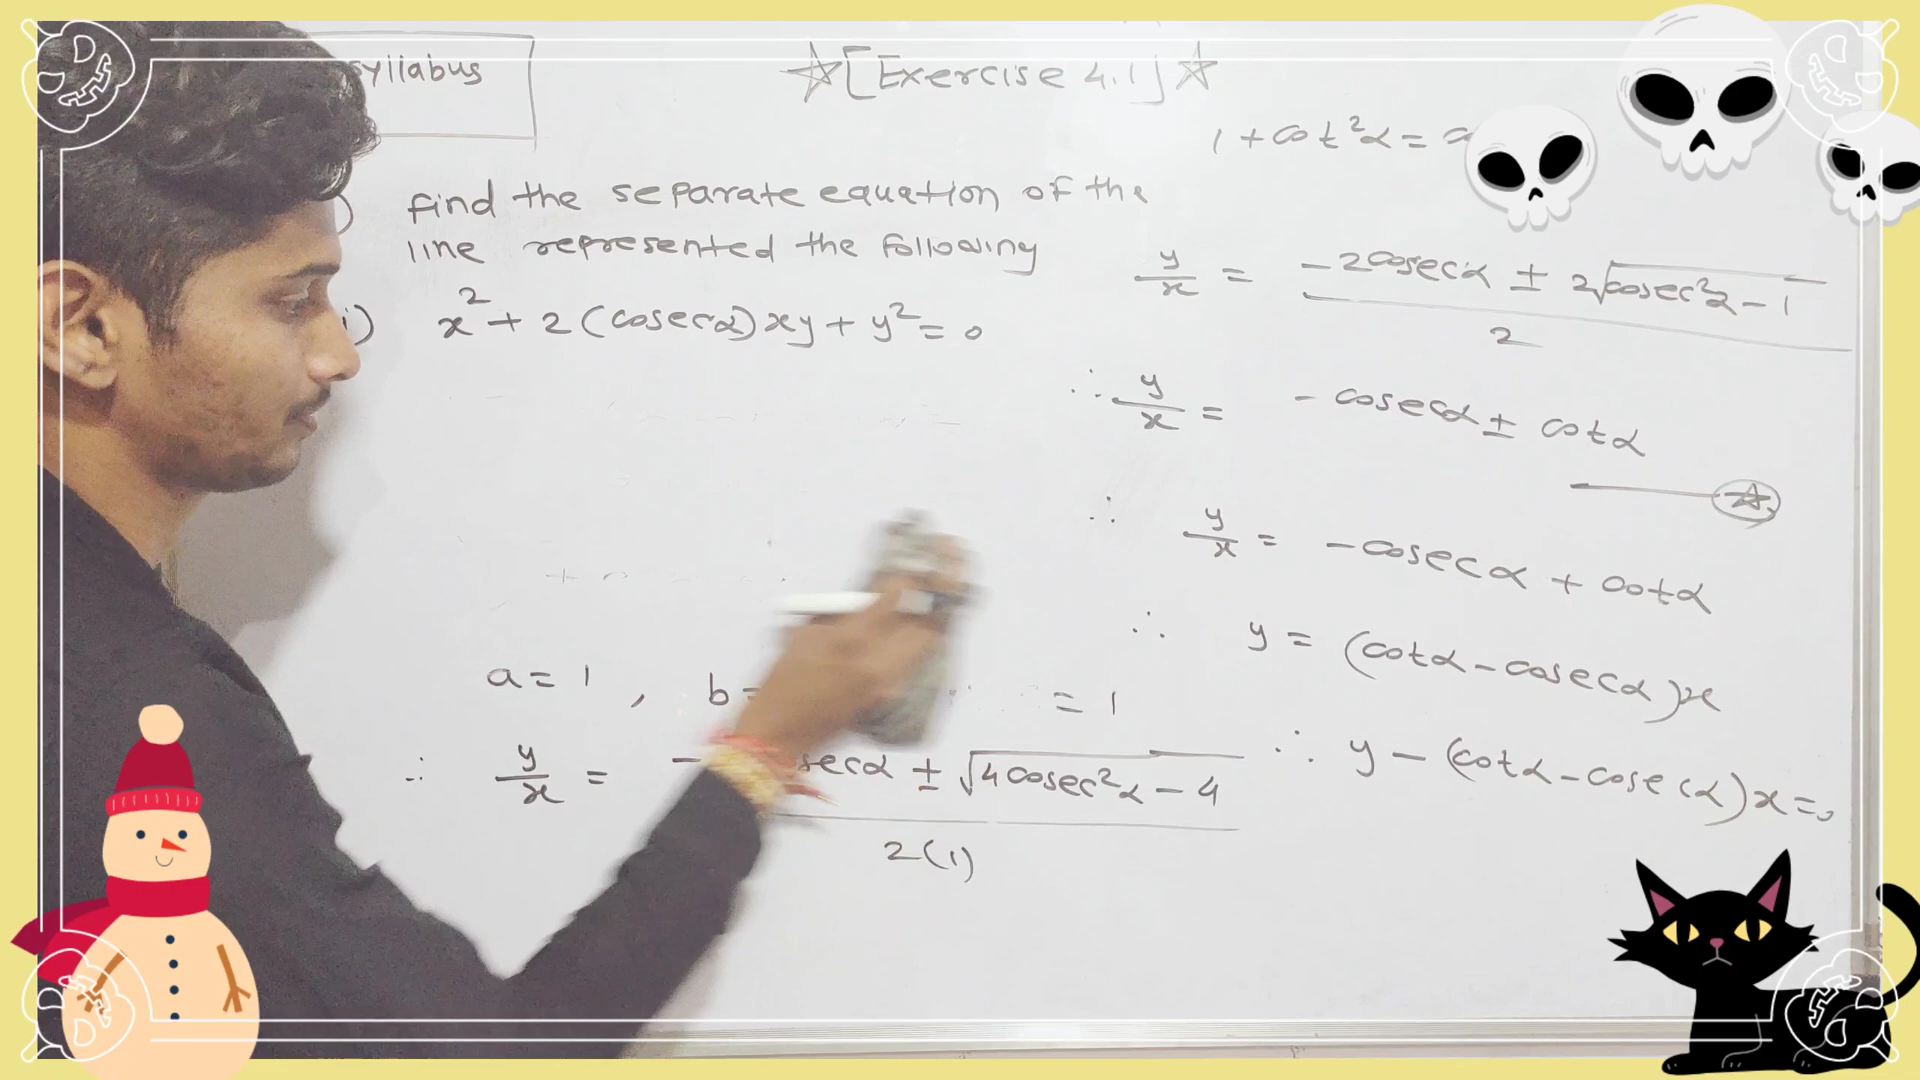 syllabus
☆[Exercise 4.1]☆
1 + cot²α =
) find the separate equation of the
line represented the following
i) x² + 2(cosecα)xy + y² = 0
a = 1 , b = = 1
∴ y/x = - secα ± √4cosec²α - 4 / 2(1)
y/x = -2cosecα ± 2√cosec²α - 1 / 2
∴ y/x = - cosecα ± cotα
☆
∴ y/x = -cosecα + cotα
∴ y = (cotα - cosecα)x
∴ y - (cotα - cosecα)x = 0